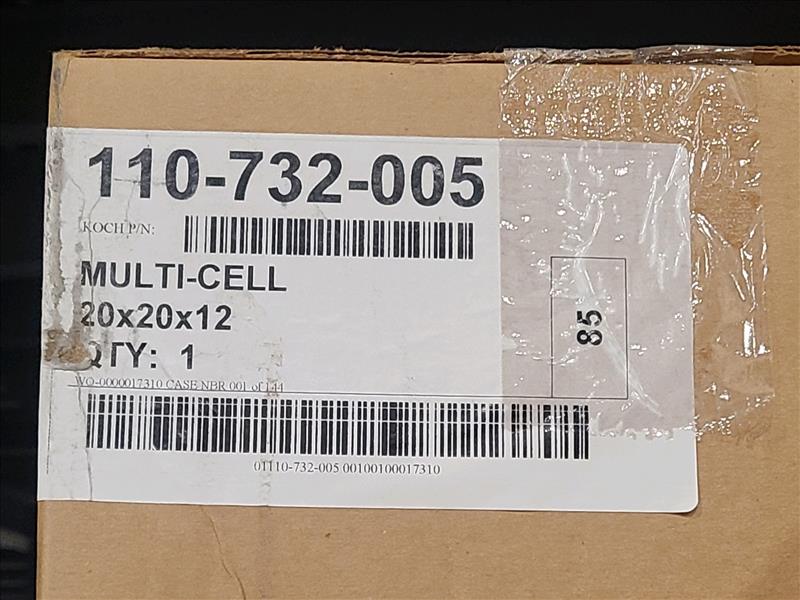 110-732-005
KOCH P/N:
MULTI-CELL
20x20x12
QTY: 1
85
WO-0000017310 CASE NBR 001 of 144
01110-732-005 00100100017310